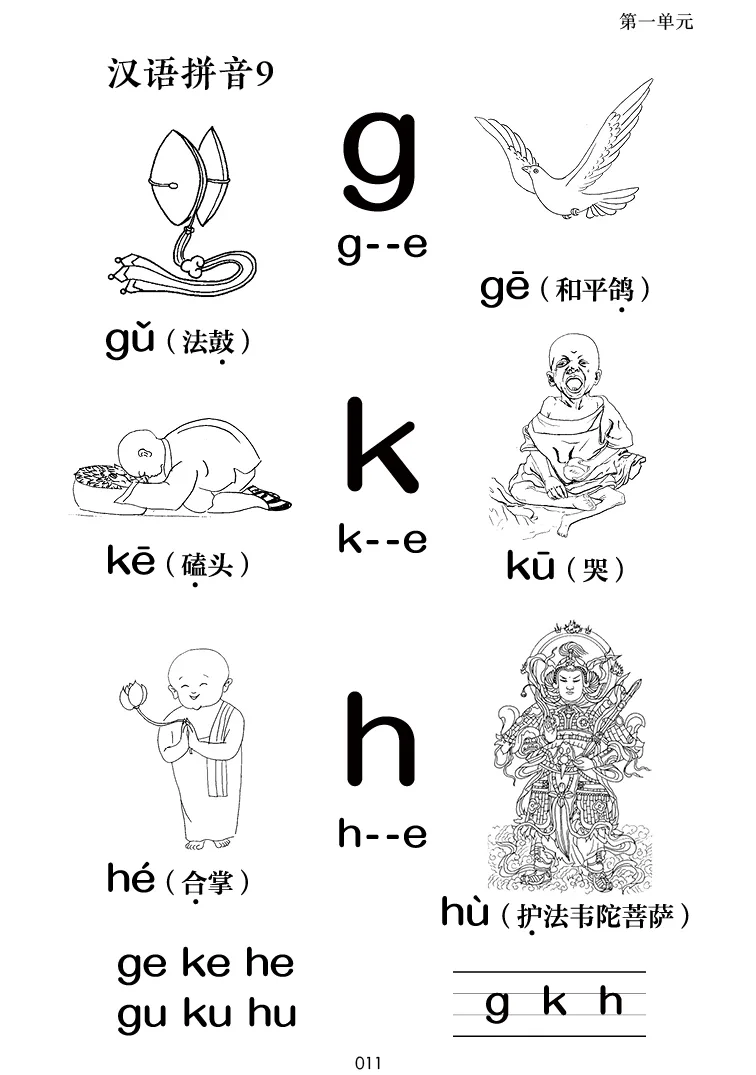 第一单元
汉语拼音9
g
g--e
gǔ（法鼓）
gē（和平鸽）
k
k--e
kē（磕头）
kū（哭）
h
h--e
hé（合掌）
hù（护法韦陀菩萨）
ge ke he
gu ku hu
g k h
011